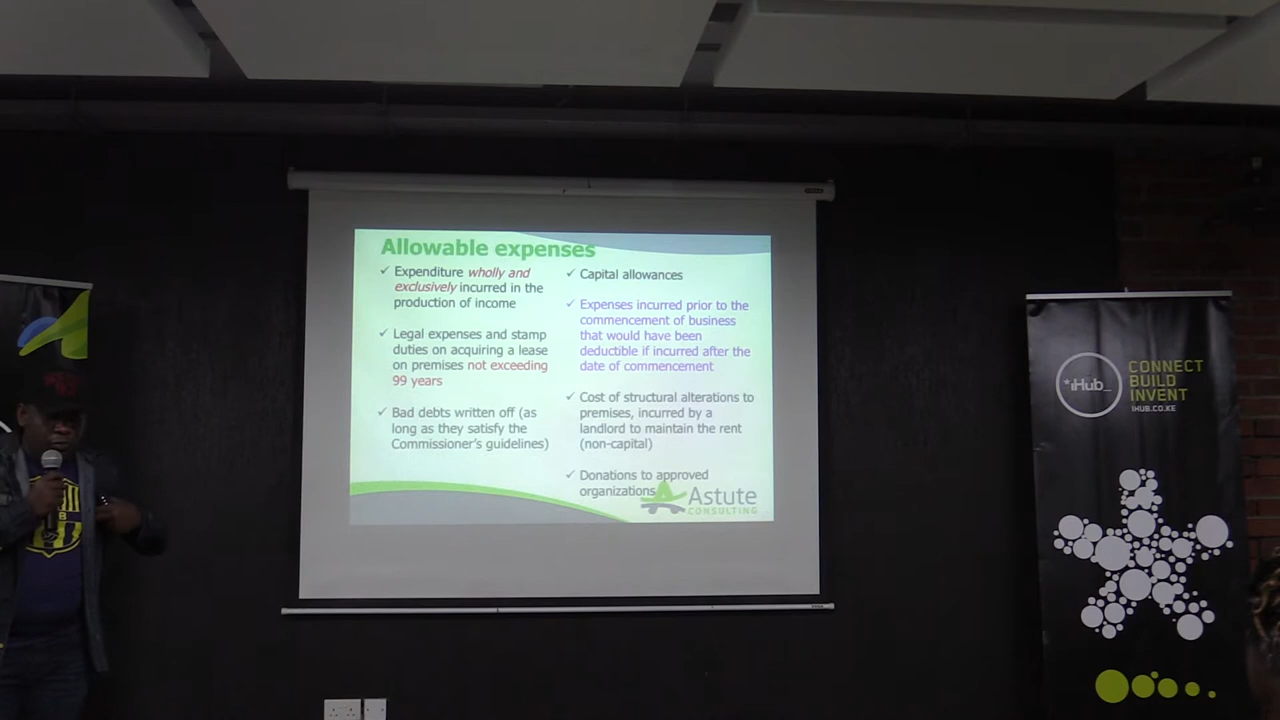 Allowable expenses
✓ Expenditure wholly and
exclusively incurred in the
production of income
✓ Legal expenses and stamp
duties on acquiring a lease
on premises not exceeding
99 years
✓ Bad debts written off (as
long as they satisfy the
Commissioner's guidelines)
✓ Capital allowances
✓ Expenses incurred prior to the
commencement of business
that would have been
deductible if incurred after the
date of commencement
✓ Cost of structural alterations to
premises, incurred by a
landlord to maintain the rent
(non-capital)
✓ Donations to approved
organizations
Astute
CONSULTING
*iHub_
CONNECT
BUILD
INVENT
IHUB.CO.KE